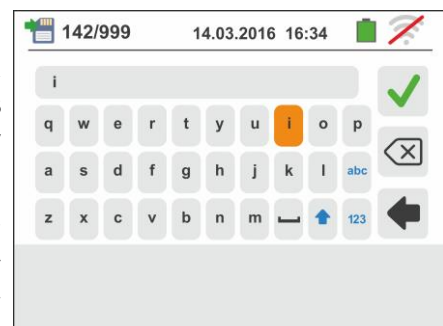 142/999 14.03.2016 16:34
i
q w e r t y u i o p
a s d f g h j k l abc
z x c v b n m 123